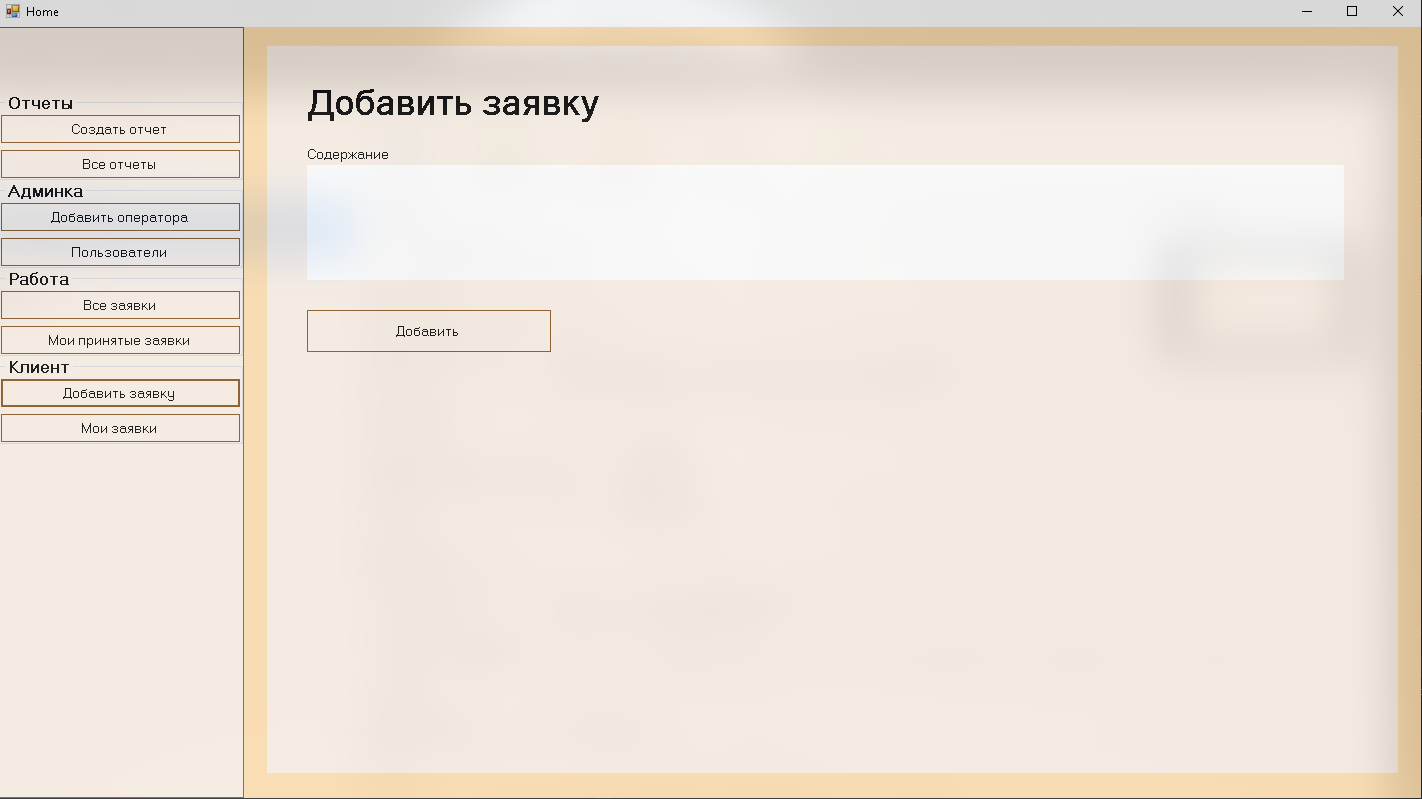 Home
Отчеты
Создать отчет
Все отчеты
Админка
Добавить оператора
Пользователи
Работа
Все заявки
Мои принятые заявки
Клиент
Добавить заявку
Мои заявки
Добавить заявку
Содержание
Добавить